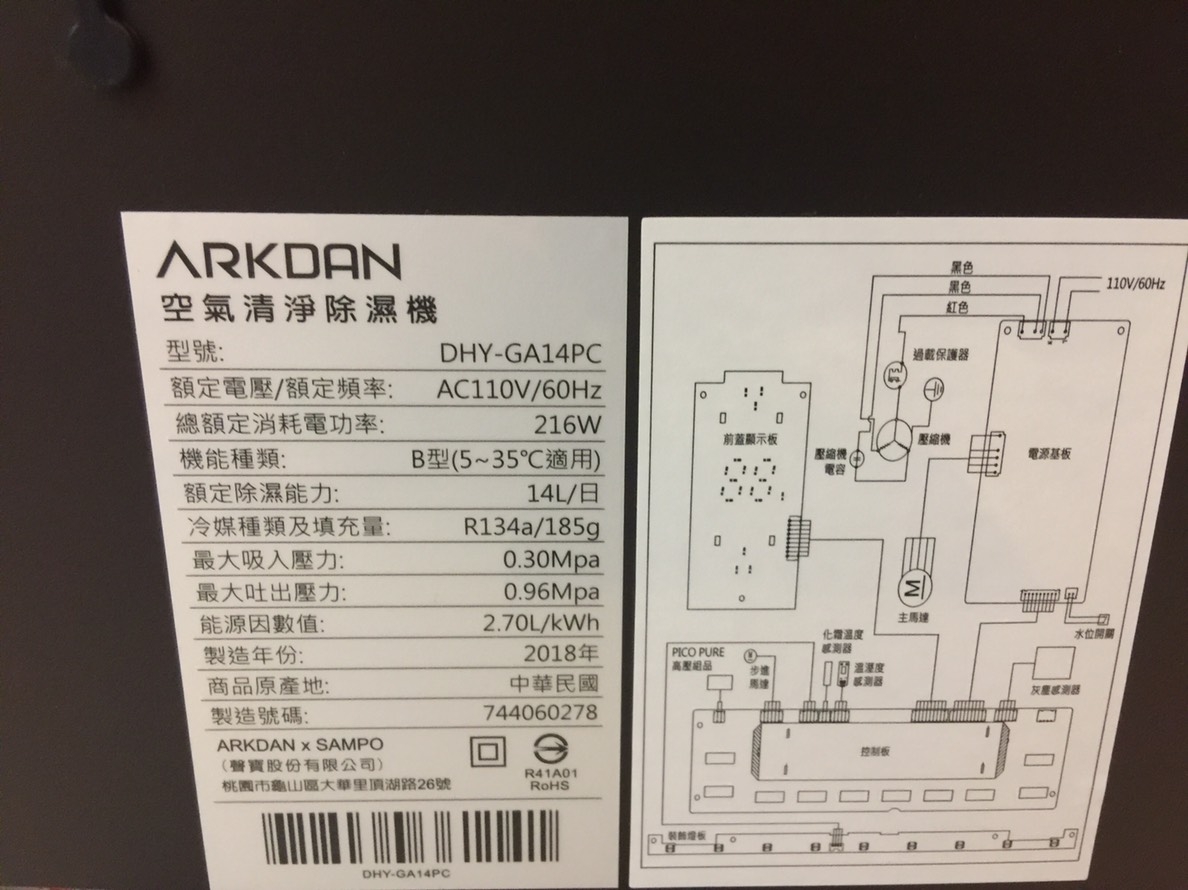 ARKDAN
空氣清淨除濕機
型號: DHY-GA14PC
額定電壓/額定頻率: AC110V/60Hz
總額定消耗電功率: 216W
機能種類: B型(5~35℃適用)
額定除濕能力: 14L/日
冷媒種類及填充量: R134a/185g
最大吸入壓力: 0.30Mpa
最大吐出壓力: 0.96Mpa
能源因數值: 2.70L/kWh
製造年份: 2018年
商品原產地: 中華民國
製造號碼: 744060278
ARKDAN x SAMPO
(聲寶股份有限公司)
桃園市龜山區大華里頂湖路26號
R41A01
RoHS
DHY-GA14PC
黑色
黑色
紅色
110V/60Hz
過載保護器
前蓋顯示板
壓縮機
電容
壓縮機
電源基板
M
主馬達
水位開關
PICO PURE
高壓組品
步進
馬達
化霜溫度
感測器
溫濕度
感測器
灰塵感測器
控制板
裝飾燈板